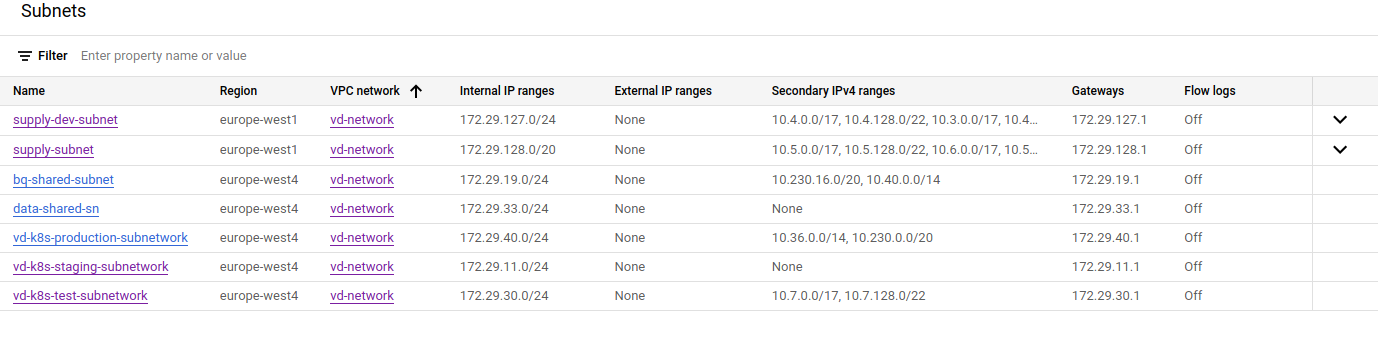 Subnets
Filter Enter property name or value
Name Region VPC network Internal IP ranges External IP ranges Secondary IPv4 ranges Gateways Flow logs
supply-dev-subnet europe-west1 vd-network 172.29.127.0/24 None 10.4.0.0/17, 10.4.128.0/22, 10.3.0.0/17, 10.4... 172.29.127.1 Off
supply-subnet europe-west1 vd-network 172.29.128.0/20 None 10.5.0.0/17, 10.5.128.0/22, 10.6.0.0/17, 10.5... 172.29.128.1 Off
bq-shared-subnet europe-west4 vd-network 172.29.19.0/24 None 10.230.16.0/20, 10.40.0.0/14 172.29.19.1 Off
data-shared-sn europe-west4 vd-network 172.29.33.0/24 None None 172.29.33.1 Off
vd-k8s-production-subnetwork europe-west4 vd-network 172.29.40.0/24 None 10.36.0.0/14, 10.230.0.0/20 172.29.40.1 Off
vd-k8s-staging-subnetwork europe-west4 vd-network 172.29.11.0/24 None None 172.29.11.1 Off
vd-k8s-test-subnetwork europe-west4 vd-network 172.29.30.0/24 None 10.7.0.0/17, 10.7.128.0/22 172.29.30.1 Off